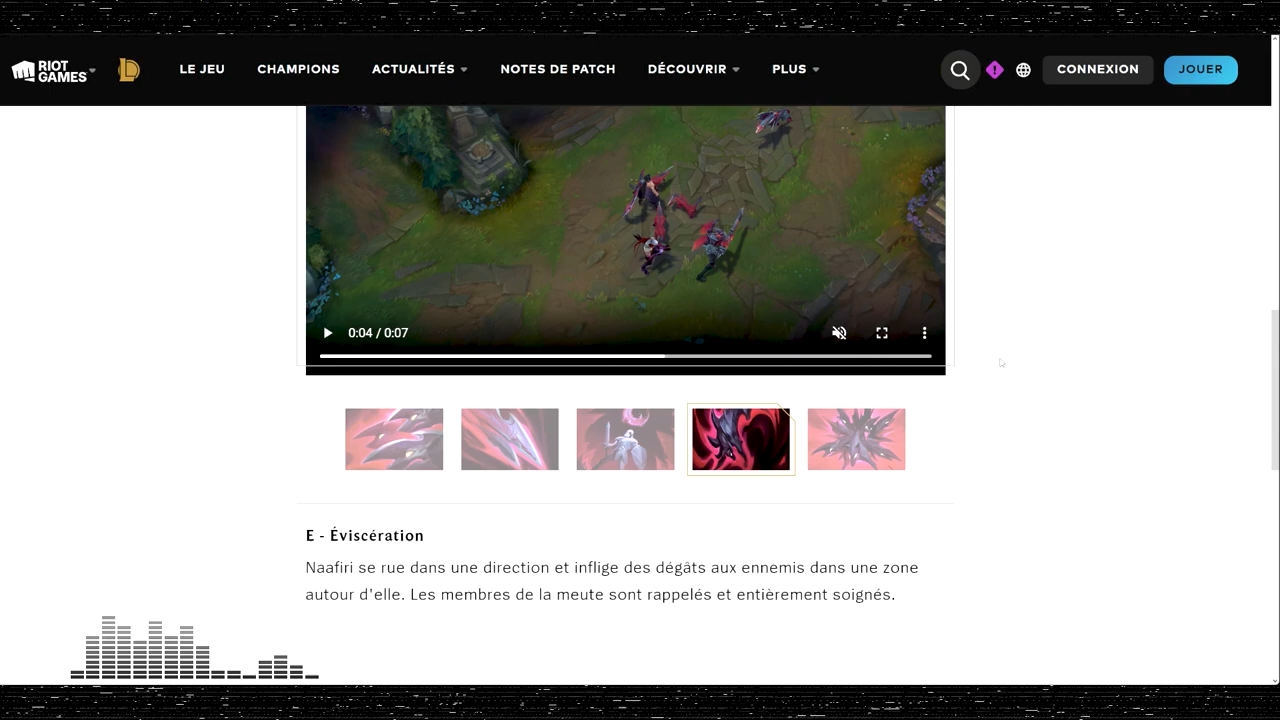 RIOT GAMES
LE JEU CHAMPIONS ACTUALITÉS NOTES DE PATCH DÉCOUVRIR PLUS CONNEXION JOUER
0:04 / 0:07
E - Éviscération
Naafiri se rue dans une direction et inflige des dégâts aux ennemis dans une zone
autour d'elle. Les membres de la meute sont rappelés et entièrement soignés.